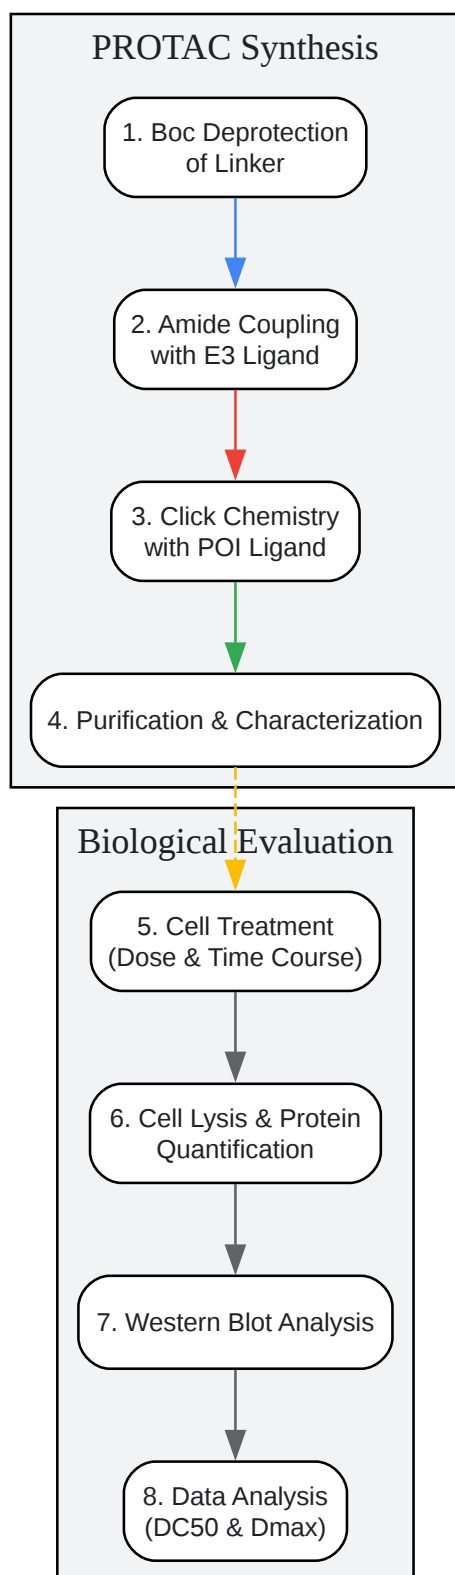 PROTAC Synthesis
1. Boc Deprotection
of Linker
2. Amide Coupling
with E3 Ligand
3. Click Chemistry
with POI Ligand
4. Purification & Characterization
Biological Evaluation
5. Cell Treatment
(Dose & Time Course)
6. Cell Lysis & Protein
Quantification
7. Western Blot Analysis
8. Data Analysis
(DC50 & Dmax)